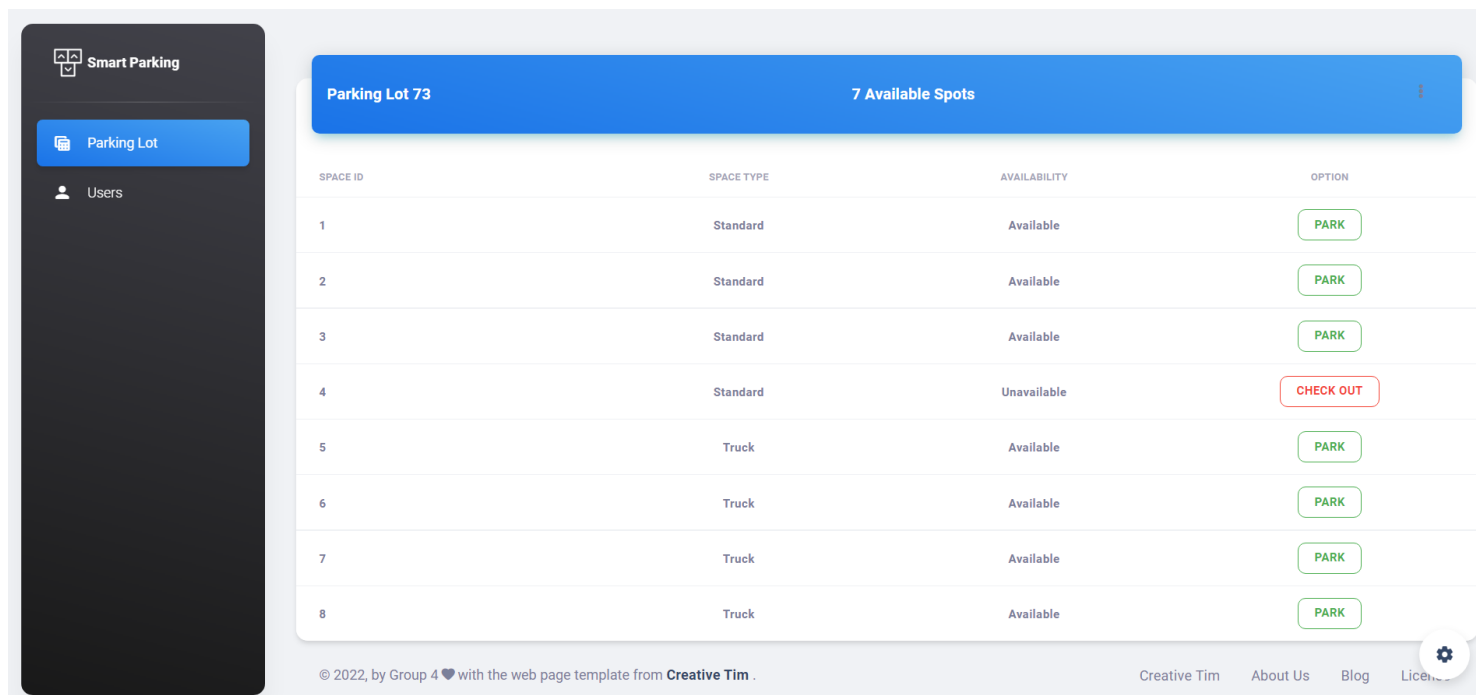 Smart Parking
Parking Lot
Users
Parking Lot 73 7 Available Spots
SPACE ID SPACE TYPE AVAILABILITY OPTION
1 Standard Available PARK
2 Standard Available PARK
3 Standard Available PARK
4 Standard Unavailable CHECK OUT
5 Truck Available PARK
6 Truck Available PARK
7 Truck Available PARK
8 Truck Available PARK
© 2022, by Group 4 ♥ with the web page template from Creative Tim . Creative Tim About Us Blog